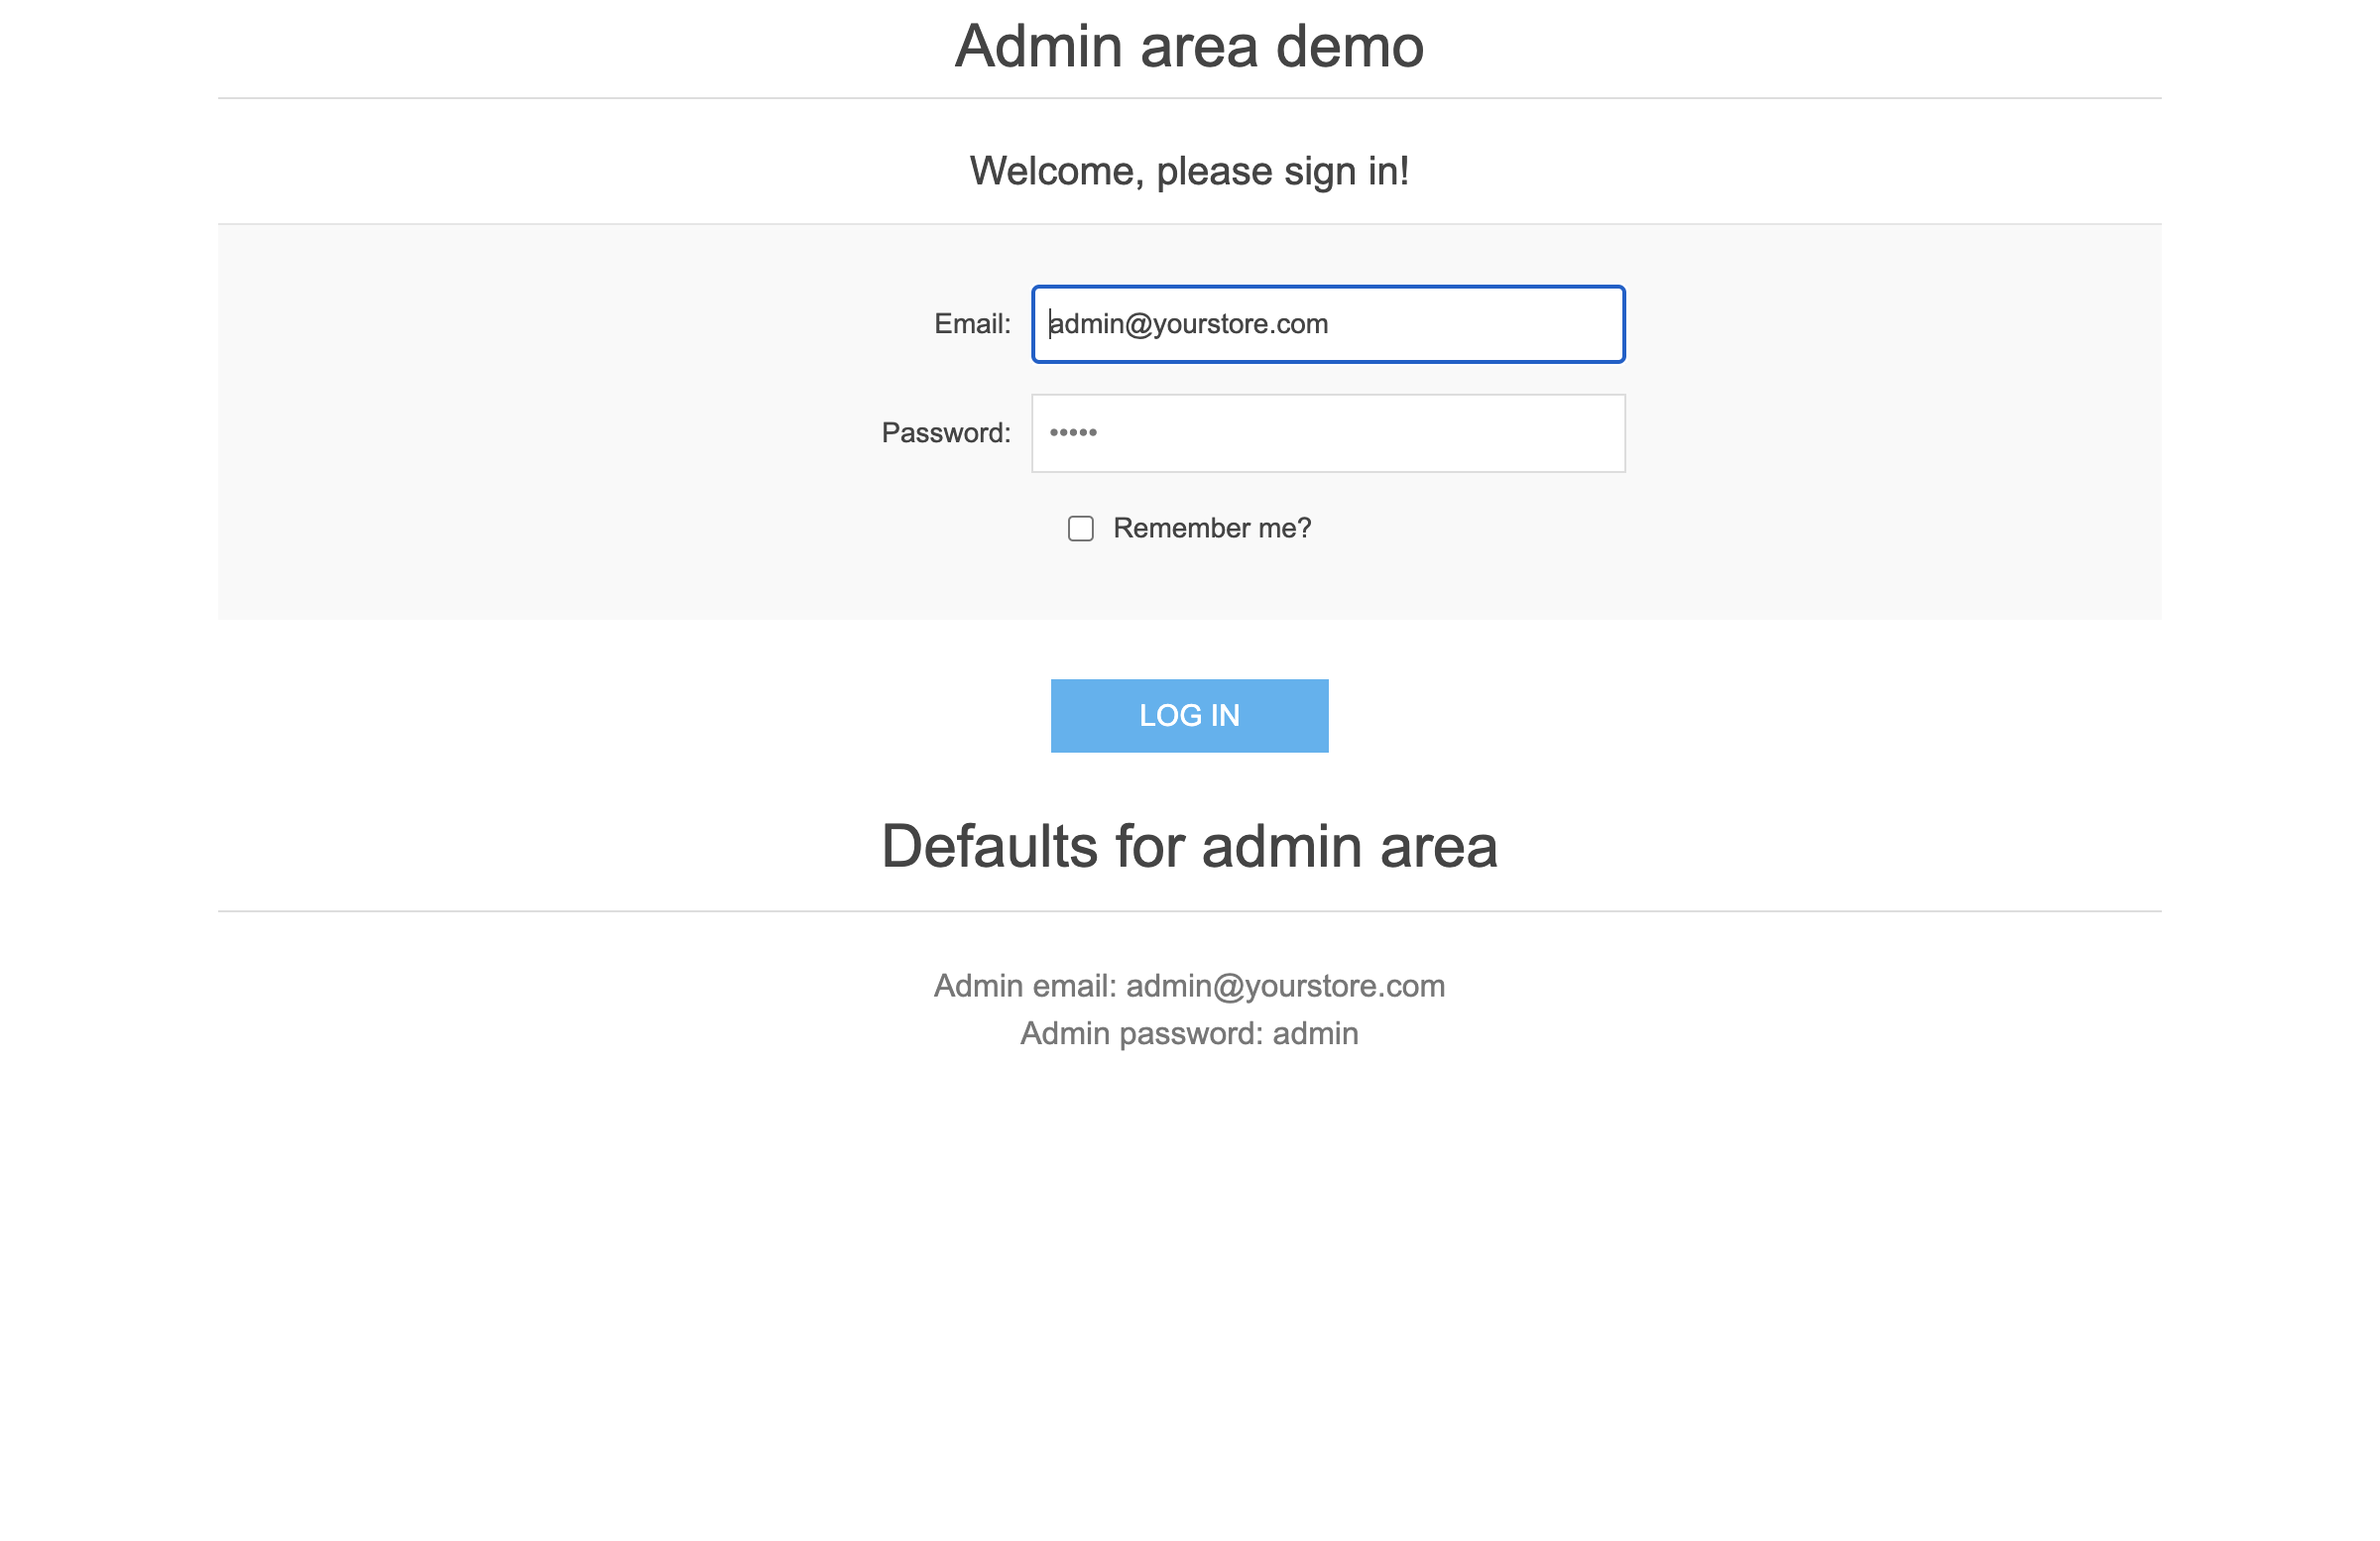 Admin area demo
Welcome, please sign in!
Email: admin@yourstore.com
Password: •••••
Remember me?
LOG IN
Defaults for admin area
Admin email: admin@yourstore.com
Admin password: admin